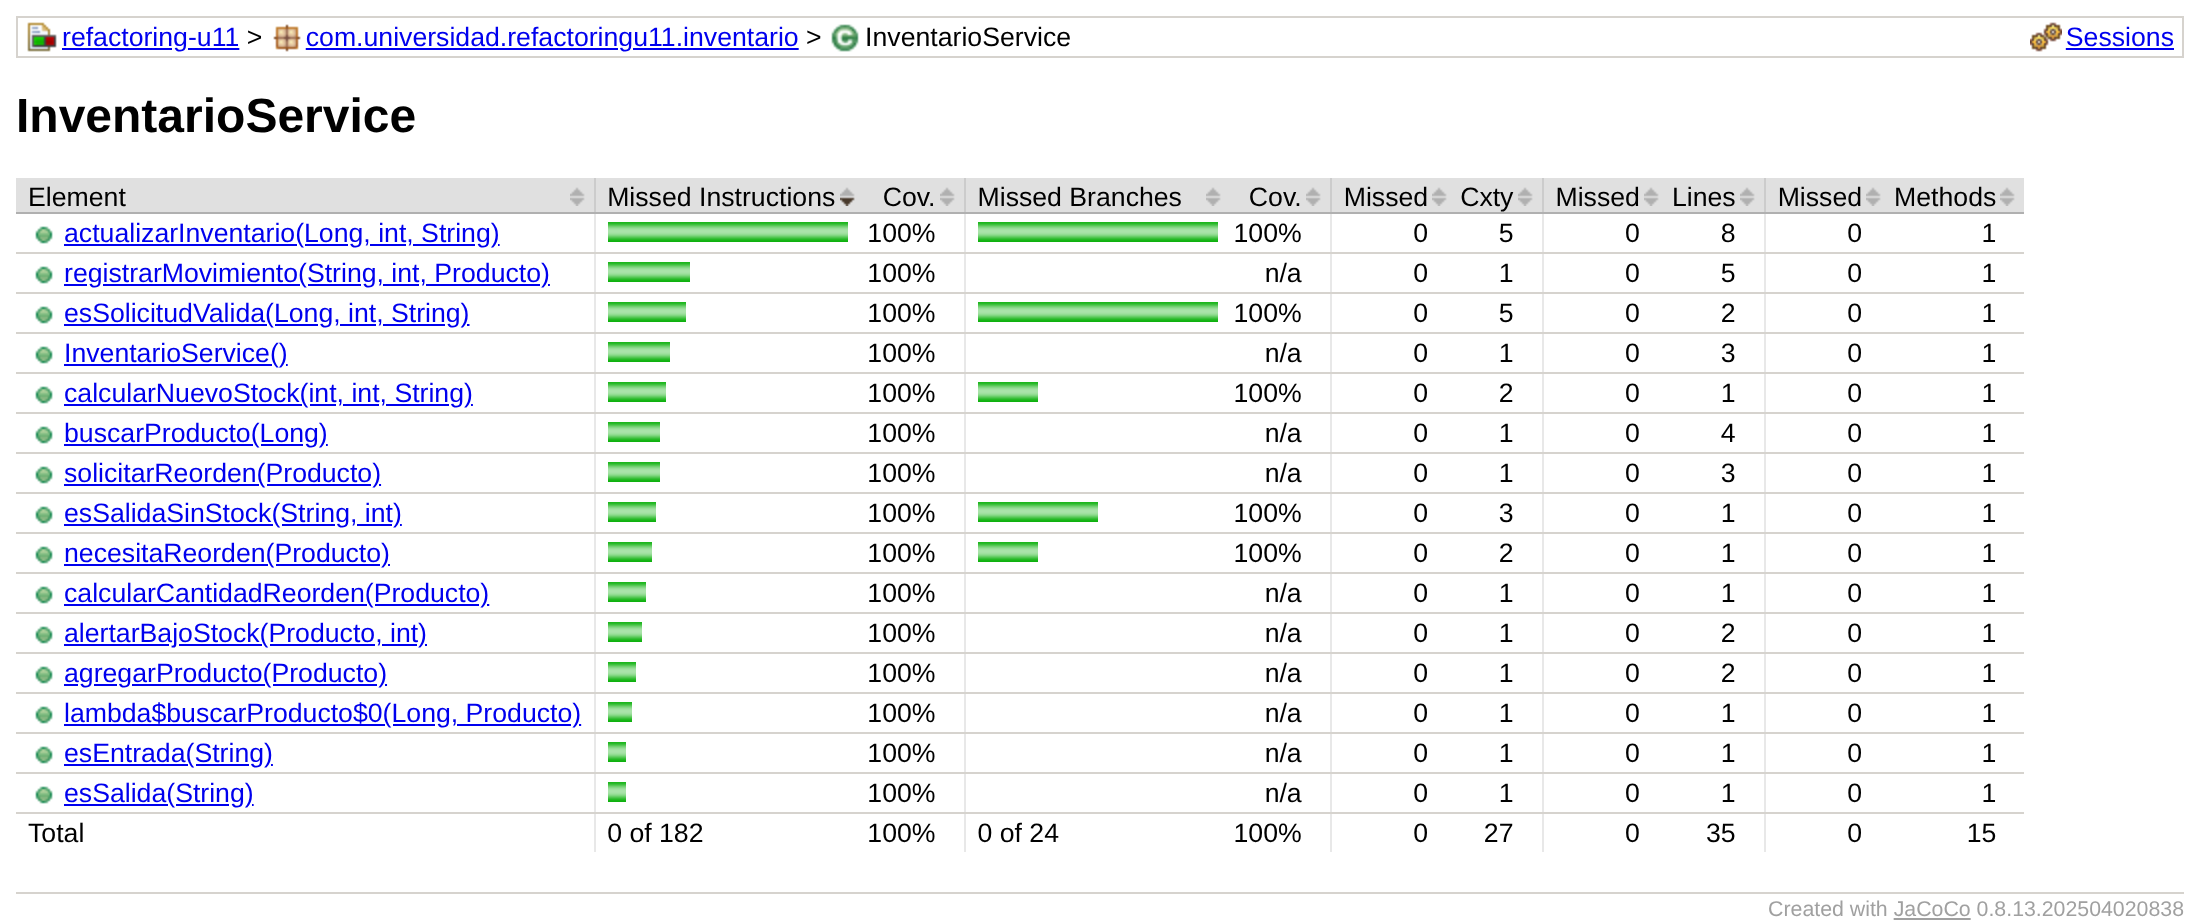 refactoring-u11 > com.universidad.refactoringu11.inventario > InventarioService Sessions
InventarioService
Element Missed Instructions Cov. Missed Branches Cov. Missed Cxty Missed Lines Missed Methods
actualizarInventario(Long, int, String) 100% 100% 0 5 0 8 0 1
registrarMovimiento(String, int, Producto) 100% n/a 0 1 0 5 0 1
esSolicitudValida(Long, int, String) 100% 100% 0 5 0 2 0 1
InventarioService() 100% n/a 0 1 0 3 0 1
calcularNuevoStock(int, int, String) 100% 100% 0 2 0 1 0 1
buscarProducto(Long) 100% n/a 0 1 0 4 0 1
solicitarReorden(Producto) 100% n/a 0 1 0 3 0 1
esSalidaSinStock(String, int) 100% 100% 0 3 0 1 0 1
necesitaReorden(Producto) 100% 100% 0 2 0 1 0 1
calcularCantidadReorden(Producto) 100% n/a 0 1 0 1 0 1
alertarBajoStock(Producto, int) 100% n/a 0 1 0 2 0 1
agregarProducto(Producto) 100% n/a 0 1 0 2 0 1
lambda$buscarProducto$0(Long, Producto) 100% n/a 0 1 0 1 0 1
esEntrada(String) 100% n/a 0 1 0 1 0 1
esSalida(String) 100% n/a 0 1 0 1 0 1
Total 0 of 182 100% 0 of 24 100% 0 27 0 35 0 15
Created with JaCoCo 0.8.13.202504020838